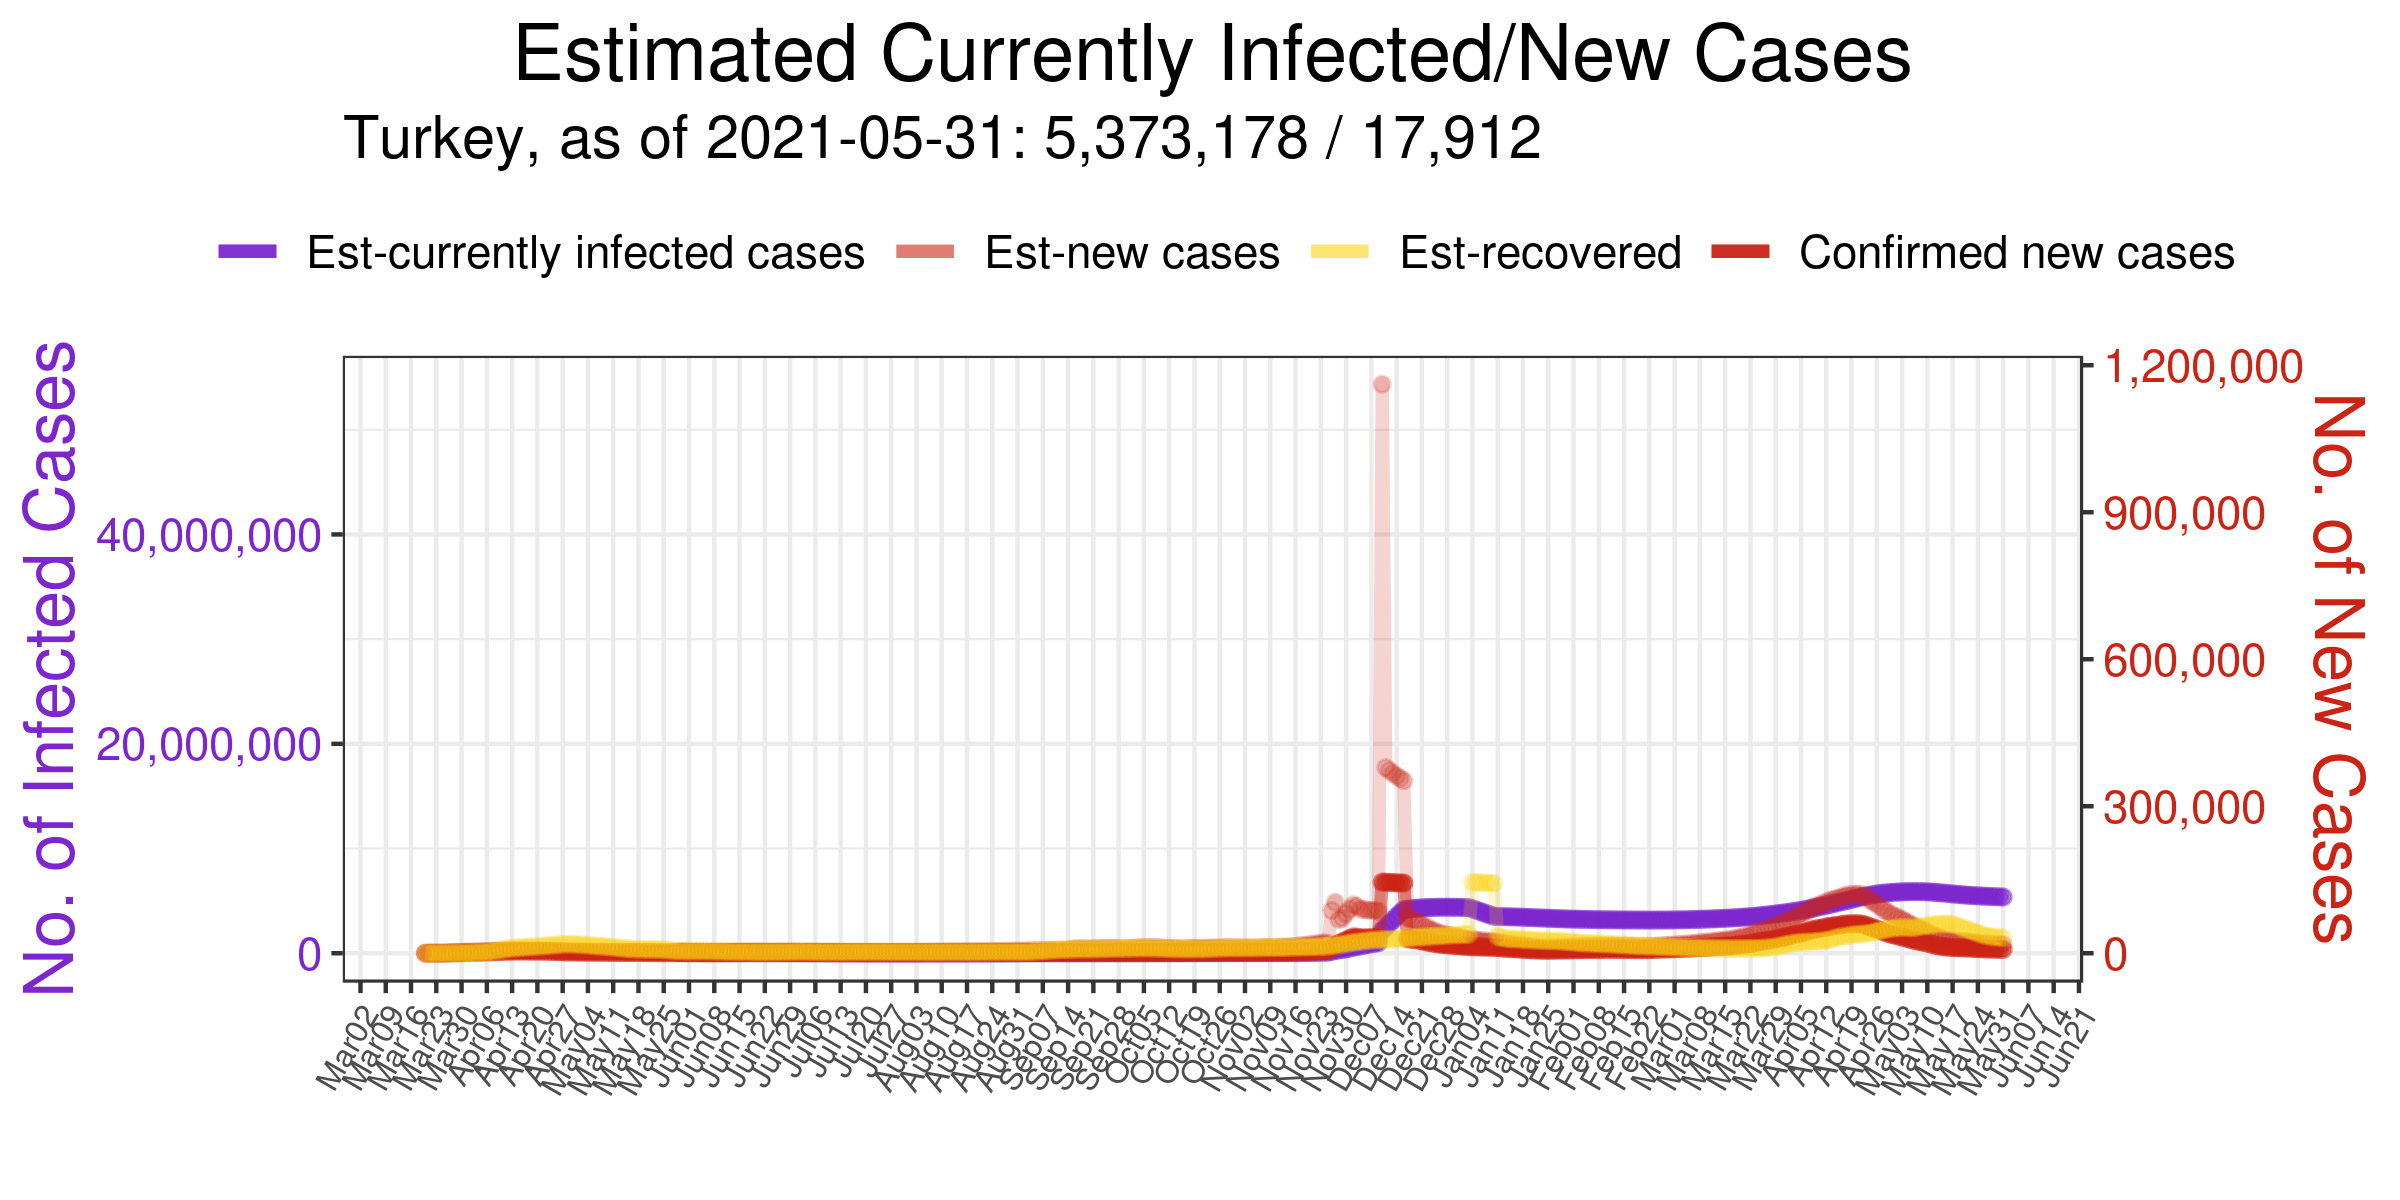 Estimated Currently Infected/New Cases
Turkey, as of 2021-05-31: 5,373,178 / 17,912
Est-currently infected cases Est-new cases Est-recovered Confirmed new cases
No. of Infected Cases
40,000,000
20,000,000
0
1,200,000
900,000
600,000
300,000
0
No. of New Cases
Mar02 Mar09 Mar16 Mar23 Mar30 Apr06 Apr13 Apr20 Apr27 May04 May11 May18 May25 Jun01 Jun08 Jun15 Jun22 Jun29 Jul06 Jul13 Jul20 Jul27 Aug03 Aug10 Aug17 Aug24 Aug31 Sep07 Sep14 Sep21 Sep28 Oct05 Oct12 Oct19 Oct26 Nov02 Nov09 Nov16 Nov23 Nov30 Dec07 Dec14 Dec21 Dec28 Jan04 Jan11 Jan18 Jan25 Feb01 Feb08 Feb15 Feb22 Mar01 Mar08 Mar15 Mar22 Mar29 Apr05 Apr12 Apr19 Apr26 May03 May10 May17 May24 May31 Jun07 Jun14 Jun21